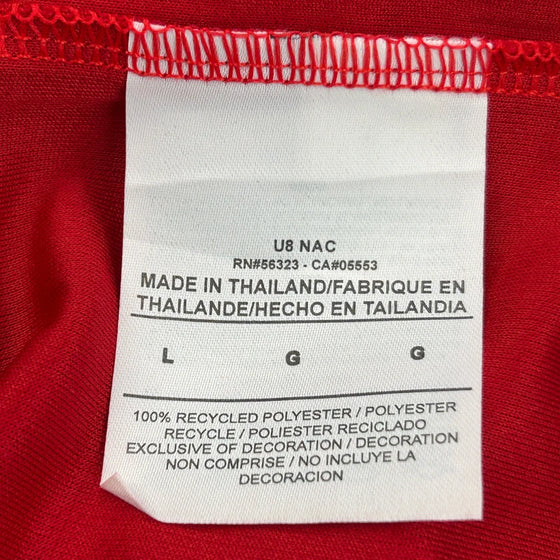 U8 NAC
RN#56323 - CA#05553
MADE IN THAILAND/FABRIQUE EN
THAILANDE/HECHO EN TAILANDIA
L G G
100% RECYCLED POLYESTER / POLYESTER
RECYCLE / POLIESTER RECICLADO
EXCLUSIVE OF DECORATION / DECORATION
NON COMPRISE / NO INCLUYE LA
DECORACION